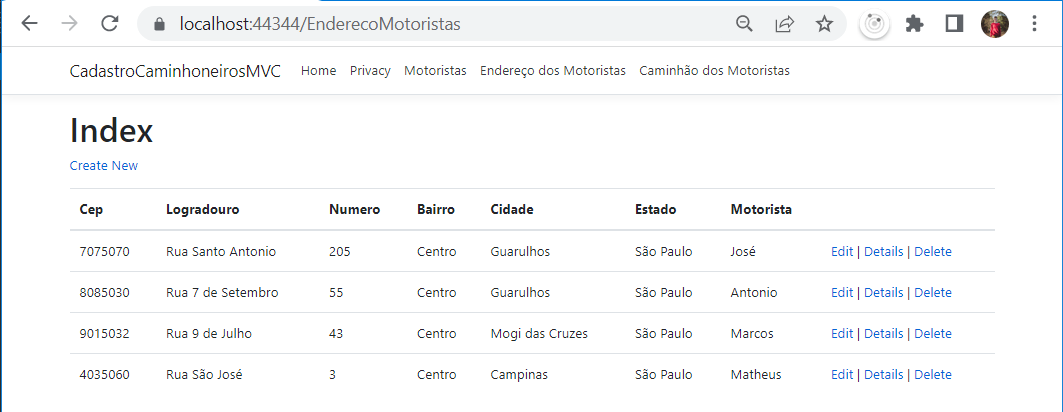 localhost:44344/EnderecoMotoristas
CadastroCaminhoneirosMVC Home Privacy Motoristas Endereço dos Motoristas Caminhão dos Motoristas
Index
Create New
Cep Logradouro Numero Bairro Cidade Estado Motorista
7075070 Rua Santo Antonio 205 Centro Guarulhos São Paulo José Edit | Details | Delete
8085030 Rua 7 de Setembro 55 Centro Guarulhos São Paulo Antonio Edit | Details | Delete
9015032 Rua 9 de Julho 43 Centro Mogi das Cruzes São Paulo Marcos Edit | Details | Delete
4035060 Rua São José 3 Centro Campinas São Paulo Matheus Edit | Details | Delete